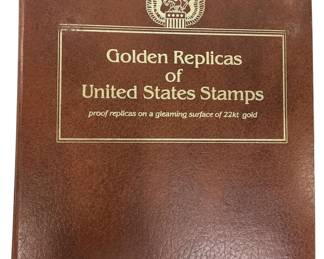 Golden Replicas
of
United States Stamps
proof replicas on a gleaming surface of 22kt gold